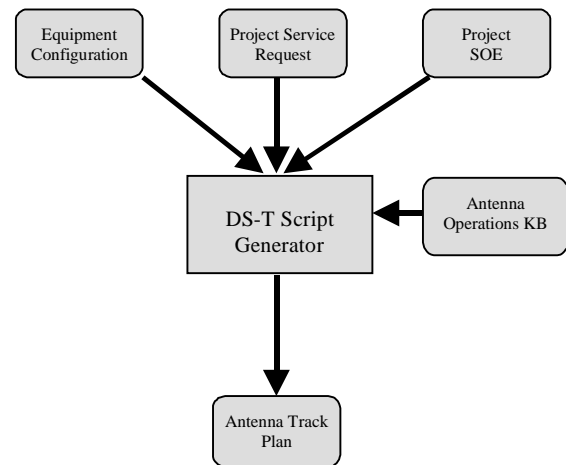 Equipment
Configuration
Project Service
Request
Project
SOE
DS-T Script
Generator
Antenna
Operations KB
Antenna Track
Plan